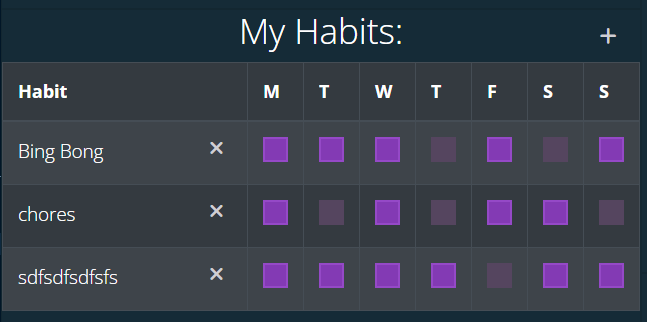 My Habits: +
Habit M T W T F S S
Bing Bong ×
chores ×
sdfsdfsdfsfs ×